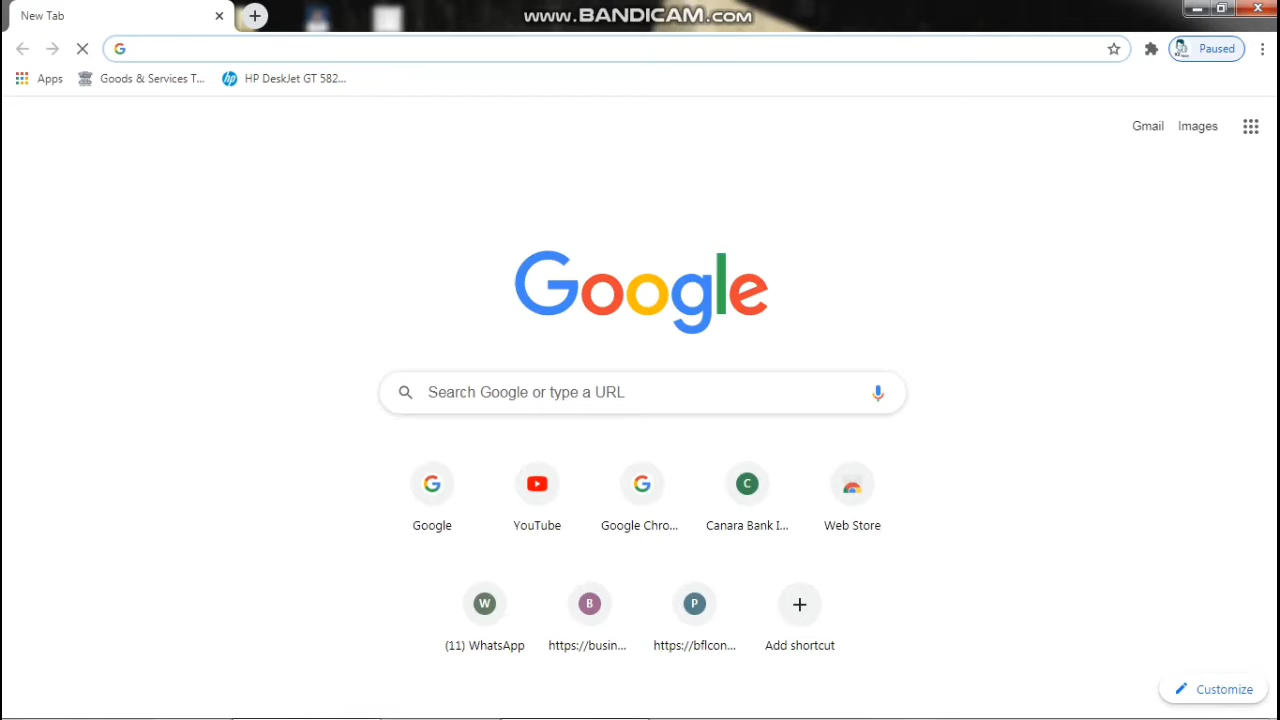 New Tab
www.BANDICAM.com
Paused
Apps
Goods & Services T...
HP DeskJet GT 582...
Gmail
Images
Google
Search Google or type a URL
Google
YouTube
Google Chro...
C
Canara Bank I...
Web Store
W
(11) WhatsApp
B
https://busin...
P
https://bflcon...
Add shortcut
Customize